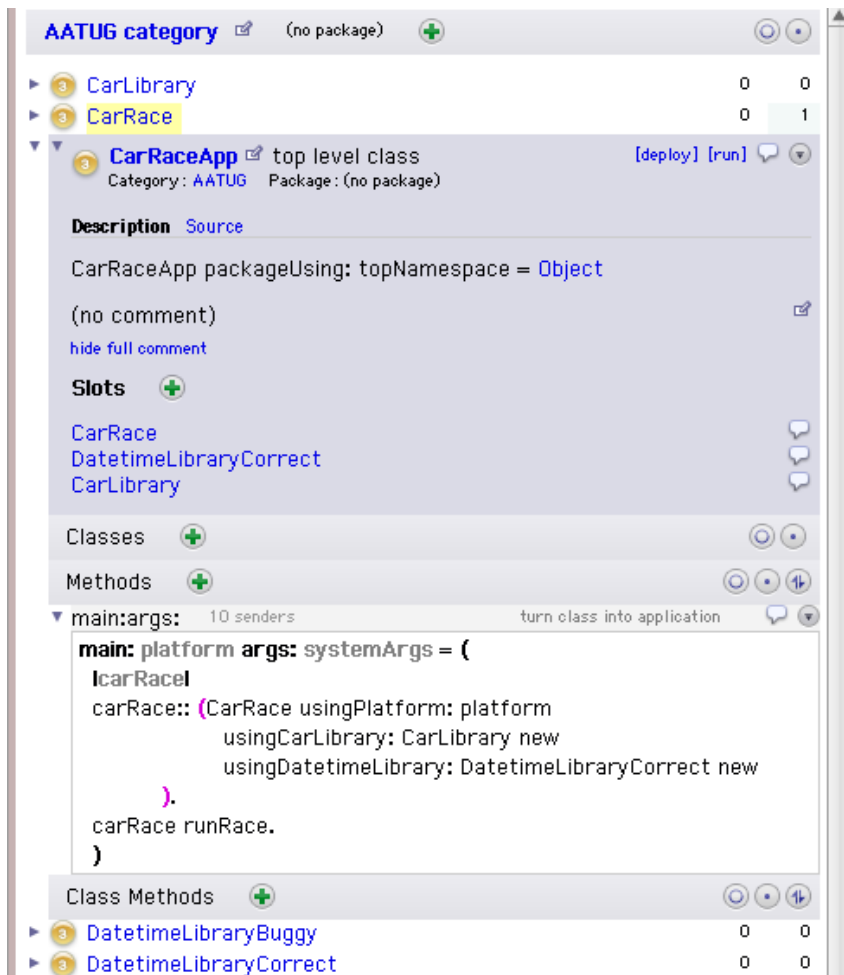 AATUG category (no package)
CarLibrary 0 0
CarRace 0 1
CarRaceApp top level class [deploy] [run]
Category: AATUG Package: (no package)
Description Source
CarRaceApp packageUsing: topNamespace = Object
(no comment)
hide full comment
Slots
CarRace
DatetimeLibraryCorrect
CarLibrary
Classes
Methods
main:args: 10 senders turn class into application
main: platform args: systemArgs = (
|carRace|
carRace:: (CarRace usingPlatform: platform
usingCarLibrary: CarLibrary new
usingDatetimeLibrary: DatetimeLibraryCorrect new
).
carRace runRace.
)
Class Methods
DatetimeLibraryBuggy 0 0
DatetimeLibraryCorrect 0 0